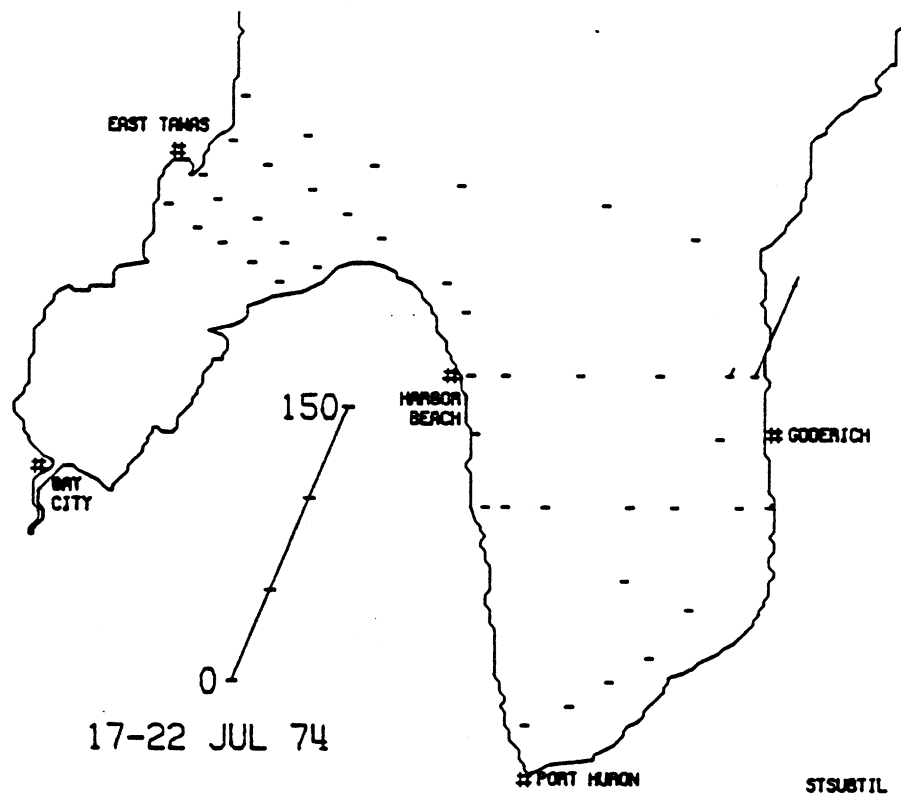 EAST TAWAS
HARBOR
BEACH
150
GODERICH
BAY
CITY
0
17-22 JUL 74
PORT HURON
STSUBTIL